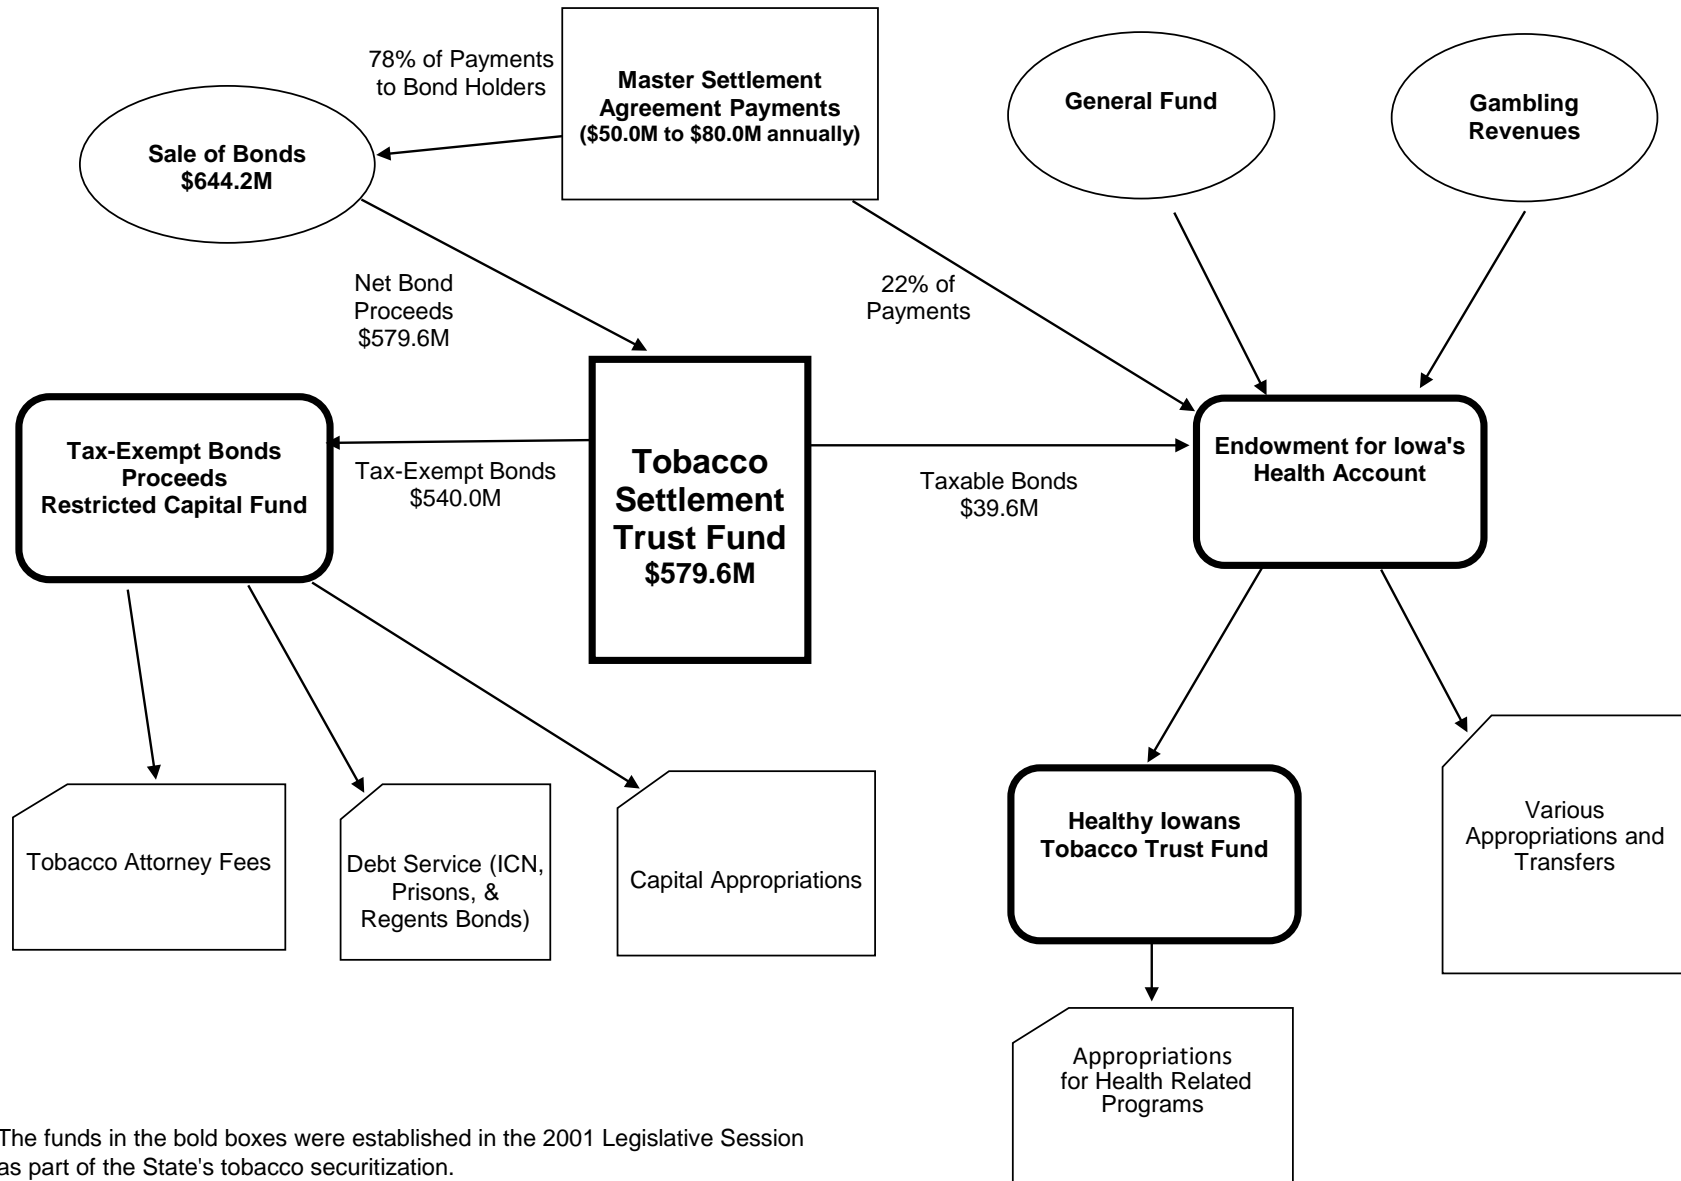 78% of Payments
to Bond Holders
Master Settlement
Agreement Payments
($50.0M to $80.0M annually)
General Fund
Gambling
Revenues
Sale of Bonds
$644.2M
Net Bond
Proceeds
$579.6M
22% of
Payments
Tax-Exempt Bonds
Proceeds
Restricted Capital Fund
Tax-Exempt Bonds
$540.0M
Tobacco
Settlement
Trust Fund
$579.6M
Taxable Bonds
$39.6M
Endowment for Iowa's
Health Account
Tobacco Attorney Fees
Debt Service (ICN,
Prisons, &
Regents Bonds)
Capital Appropriations
Healthy Iowans
Tobacco Trust Fund
Various
Appropriations and
Transfers
Appropriations
for Health Related
Programs
The funds in the bold boxes were established in the 2001 Legislative Session
as part of the State's tobacco securitization.